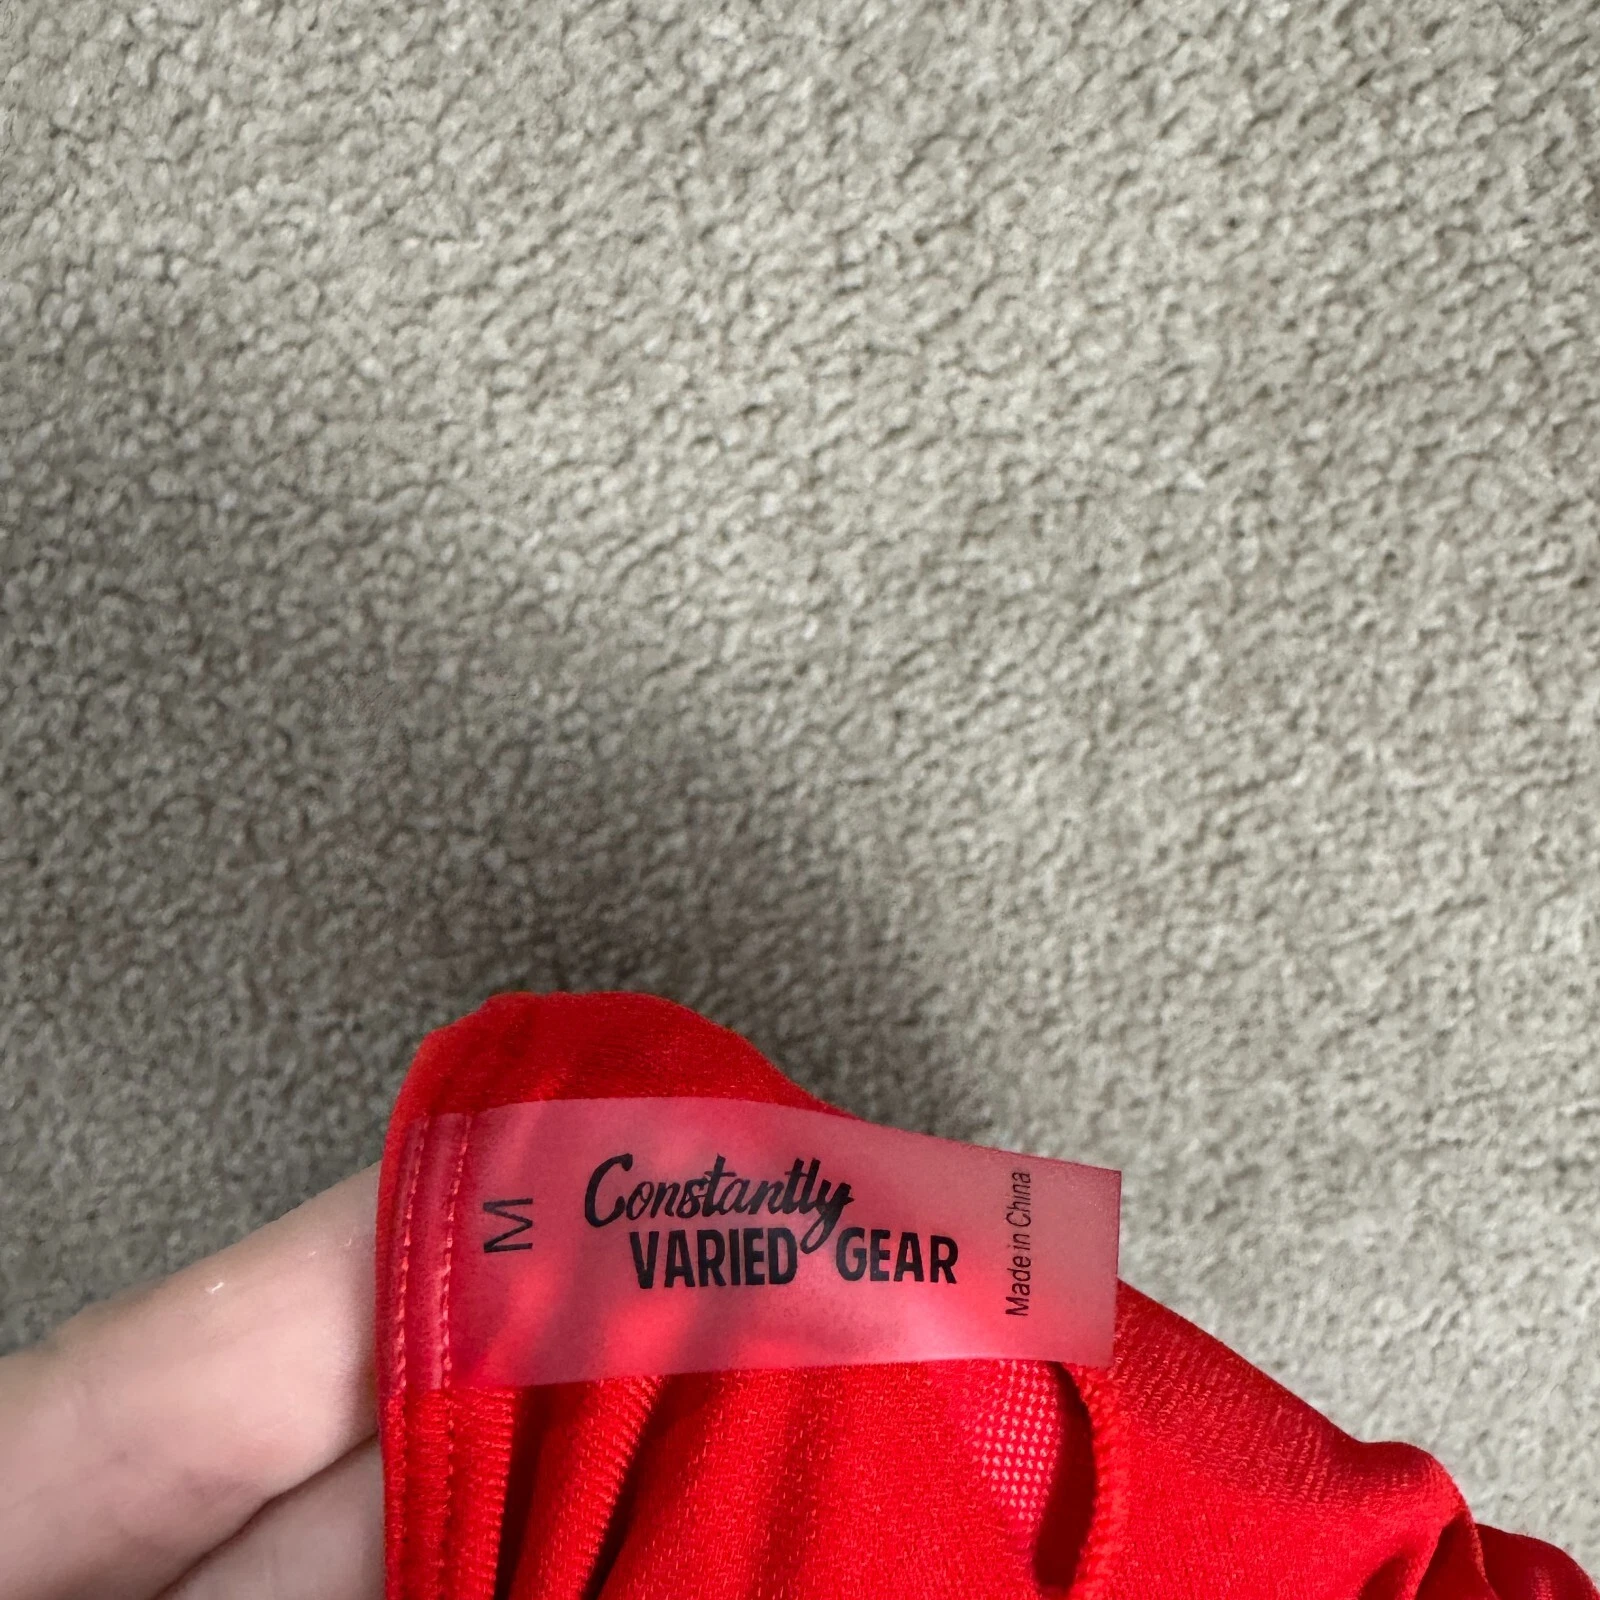 M
Constantly
VARIED GEAR
Made in China